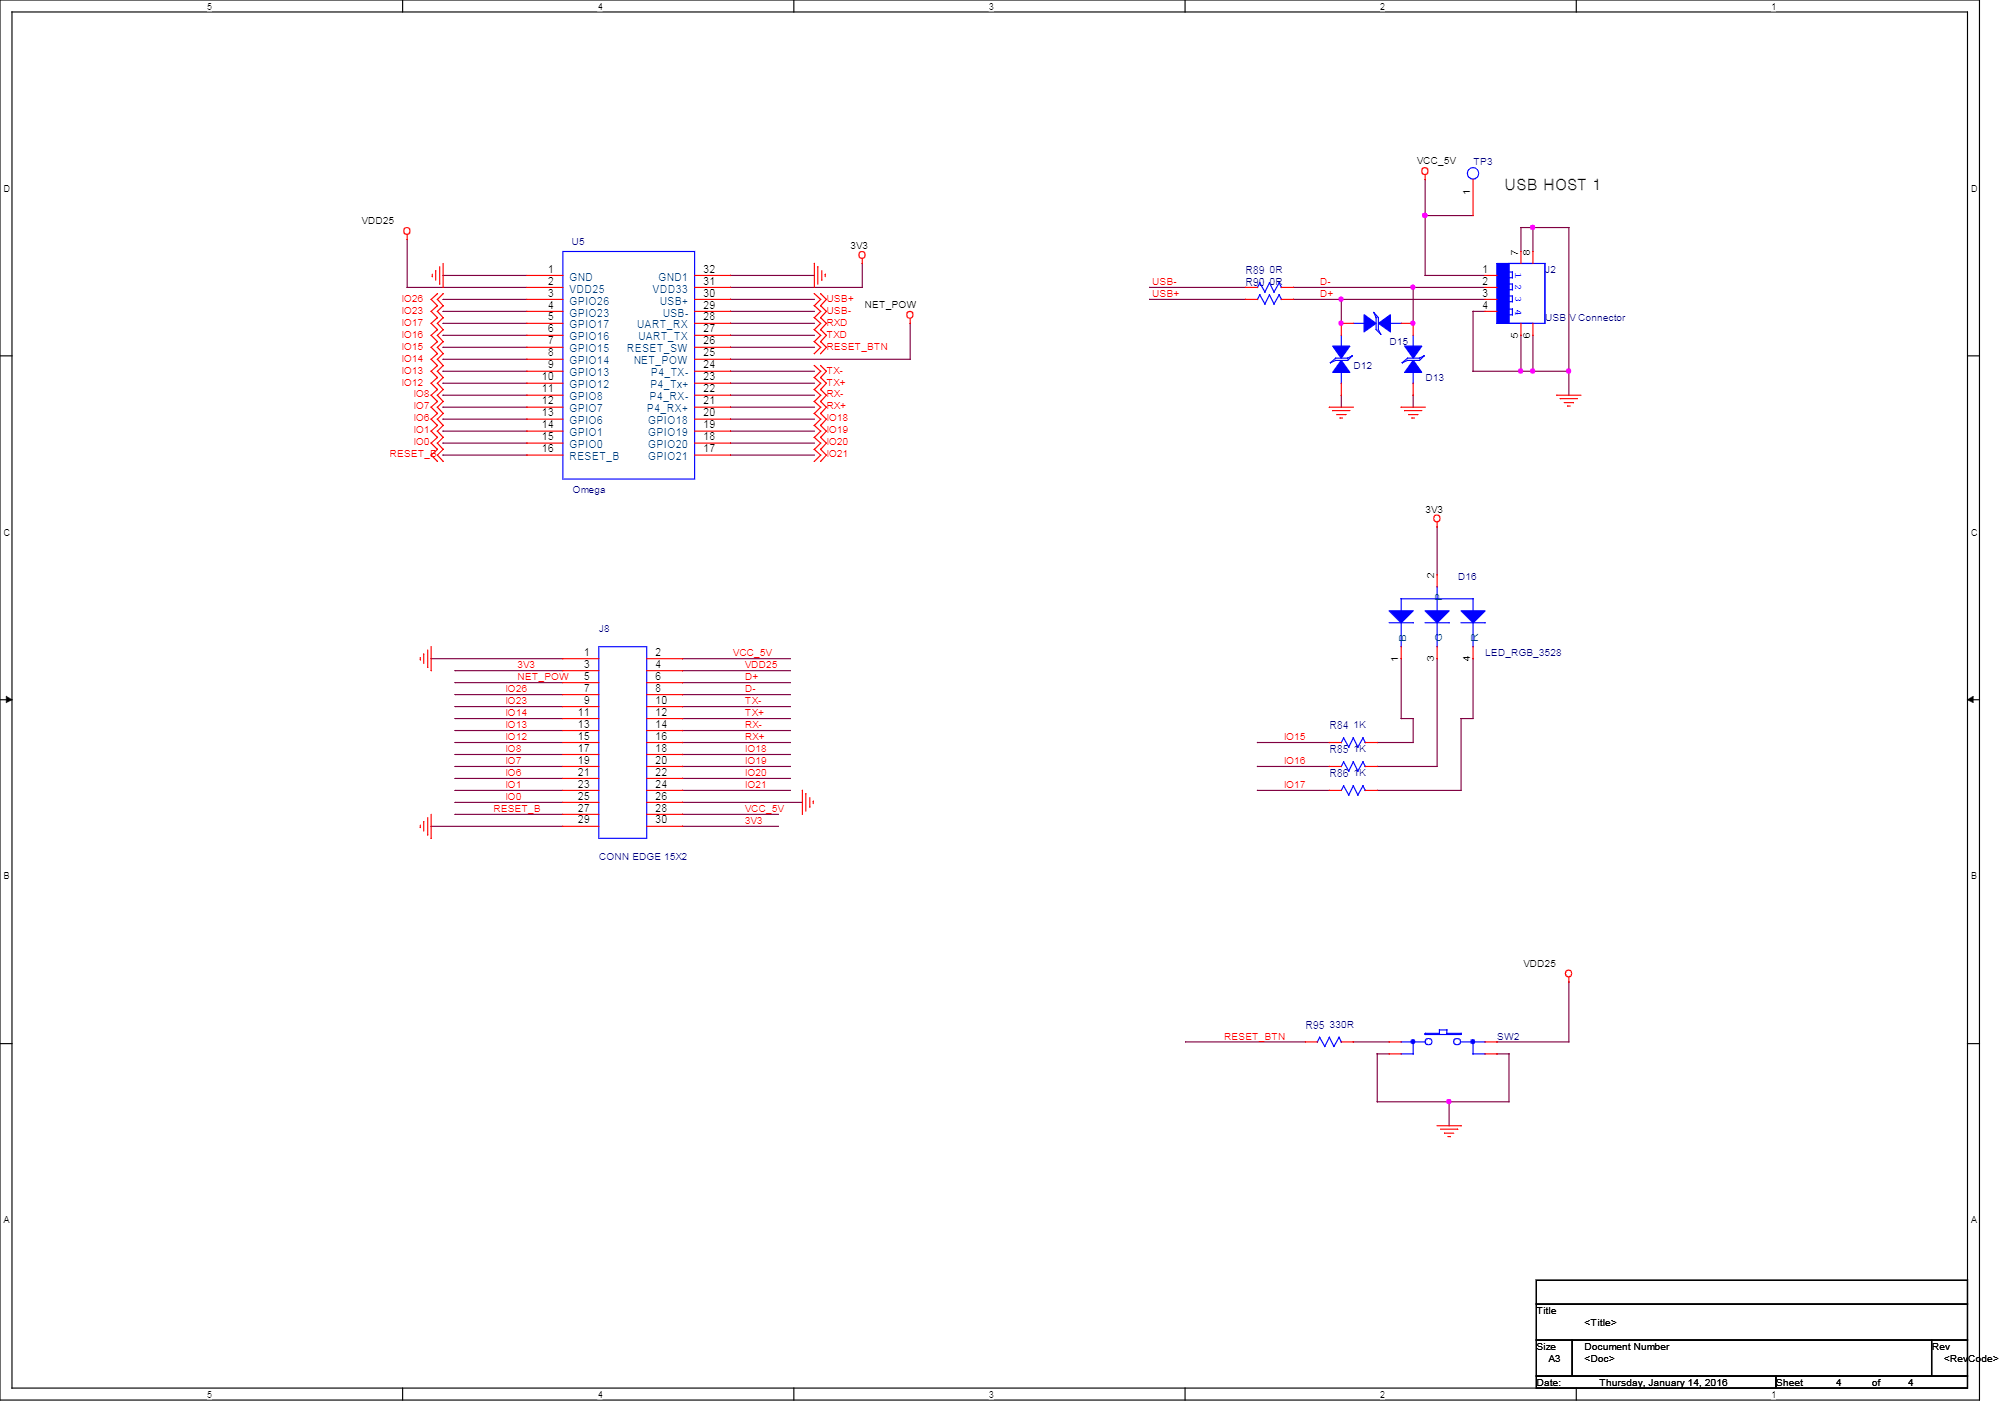 5 4 3 2 1
D D
C C
B B
A A
VDD25
U5
3V3
NET_POW
1 GND GND1 32
2 VDD25 VDD33 31
IO26 3 GPIO26 USB+ 30 USB+
IO23 4 GPIO23 USB- 29 USB-
IO17 5 GPIO17 UART_RX 28 RXD
IO16 6 GPIO16 UART_TX 27 TXD
IO15 7 GPIO15 RESET_SW 26 RESET_BTN
IO14 8 GPIO14 NET_POW 25
IO13 9 GPIO13 P4_TX- 24 TX-
IO12 10 GPIO12 P4_Tx+ 23 TX+
IO8 11 GPIO8 P4_RX- 22 RX-
IO7 12 GPIO7 P4_RX+ 21 RX+
IO6 13 GPIO6 GPIO18 20 IO18
IO1 14 GPIO1 GPIO19 19 IO19
IO0 15 GPIO0 GPIO20 18 IO20
RESET_B 16 RESET_B GPIO21 17 IO21
Omega
VCC_5V TP3
1
USB HOST 1
7 8
R89 0R
R90 0R
USB- D-
USB+ D+
1 1 J2
2 2
3 3
4 4
USB V Connector
5 6
D15
D12
D13
3V3
2 D16
P
B G R
1 3 4
LED_RGB_3528
R84 1K
IO15
R85 1K
IO16
R86 1K
IO17
J8
1 2 VCC_5V
3V3 3 4 VDD25
NET_POW 5 6 D+
IO26 7 8 D-
IO23 9 10 TX-
IO14 11 12 TX+
IO13 13 14 RX-
IO12 15 16 RX+
IO8 17 18 IO18
IO7 19 20 IO19
IO6 21 22 IO20
IO1 23 24 IO21
IO0 25 26
RESET_B 27 28 VCC_5V
29 30 3V3
CONN EDGE 15X2
VDD25
R95 330R
RESET_BTN
SW2
Title
<Title>
Size Document Number Rev
A3 <Doc> <RevCode>
Date: Thursday, January 14, 2016 Sheet 4 of 4
5 4 3 2 1